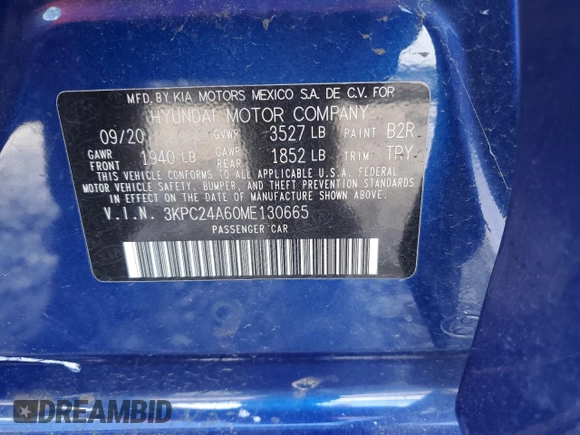 MFD. BY KIA MOTORS MEXICO S.A. DE C.V. FOR
HYUNDAI MOTOR COMPANY
09/20 GVWR 3527 LB PAINT B2R
GAWR FRONT 1940 LB GAWR REAR 1852 LB TRIM TRY
THIS VEHICLE CONFORMS TO ALL APPLICABLE U.S.A. FEDERAL
MOTOR VEHICLE SAFETY, BUMPER, AND THEFT PREVENTION STANDARDS
IN EFFECT ON THE DATE OF MANUFACTURE SHOWN ABOVE.
V.I.N. 3KPC24A60ME130665
PASSENGER CAR
DREAMBID